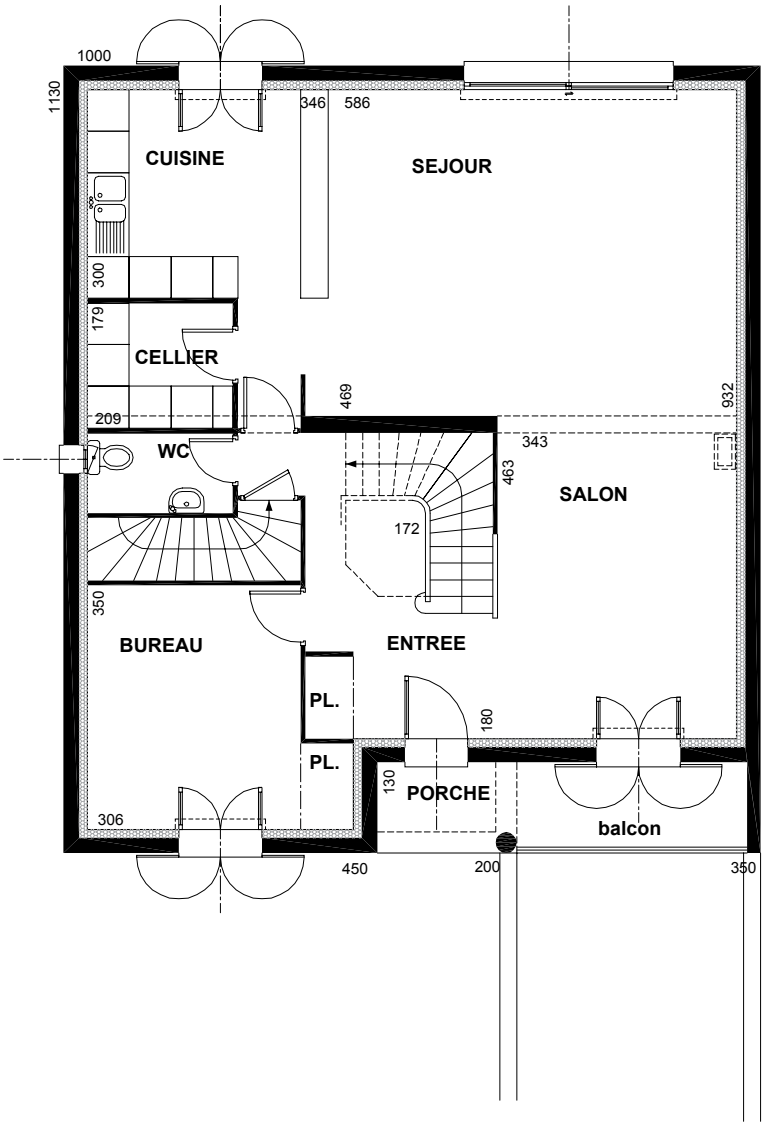 1000
1130
346 586
CUISINE
SEJOUR
300
179
CELLIER
209
469
932
343
WC
463
SALON
172
350
BUREAU
ENTREE
PL.
180
PL.
130
PORCHE
306
balcon
450
200
350